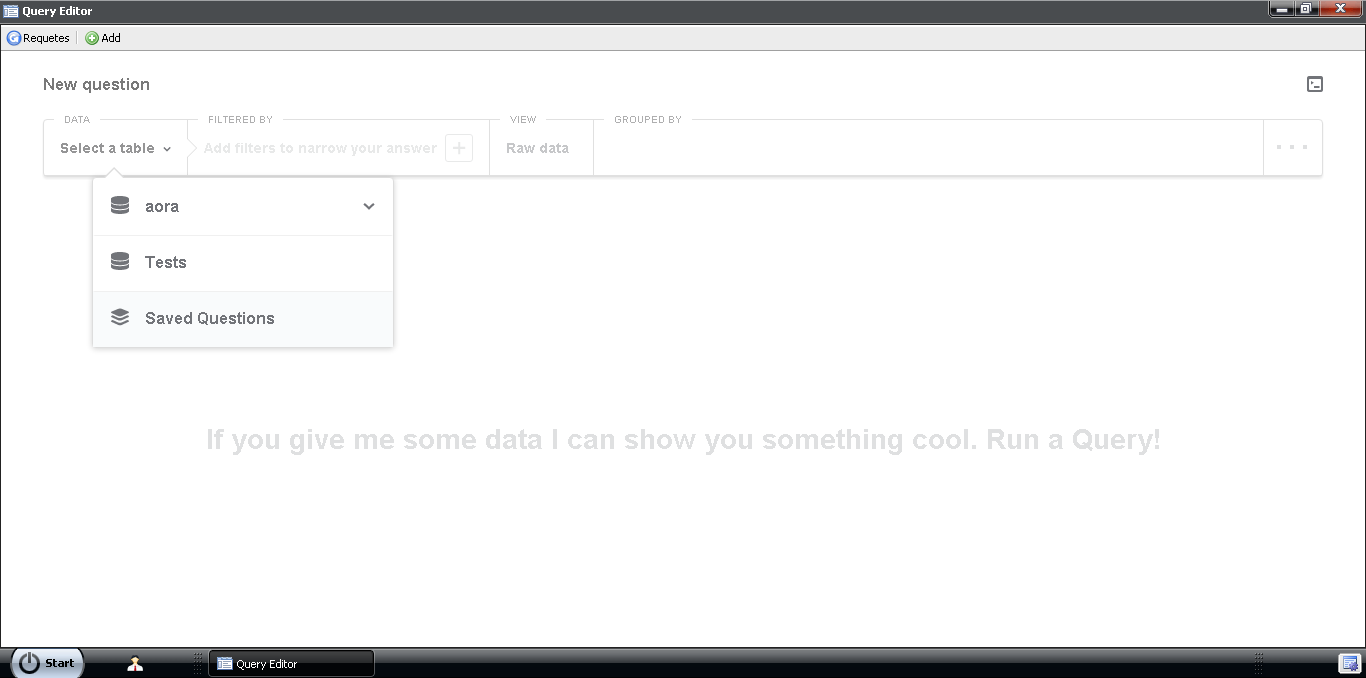 Query Editor
Requetes Add
New question
DATA FILTERED BY VIEW GROUPED BY
Select a table Add filters to narrow your answer Raw data
aora
Tests
Saved Questions
If you give me some data I can show you something cool. Run a Query!
Start Query Editor